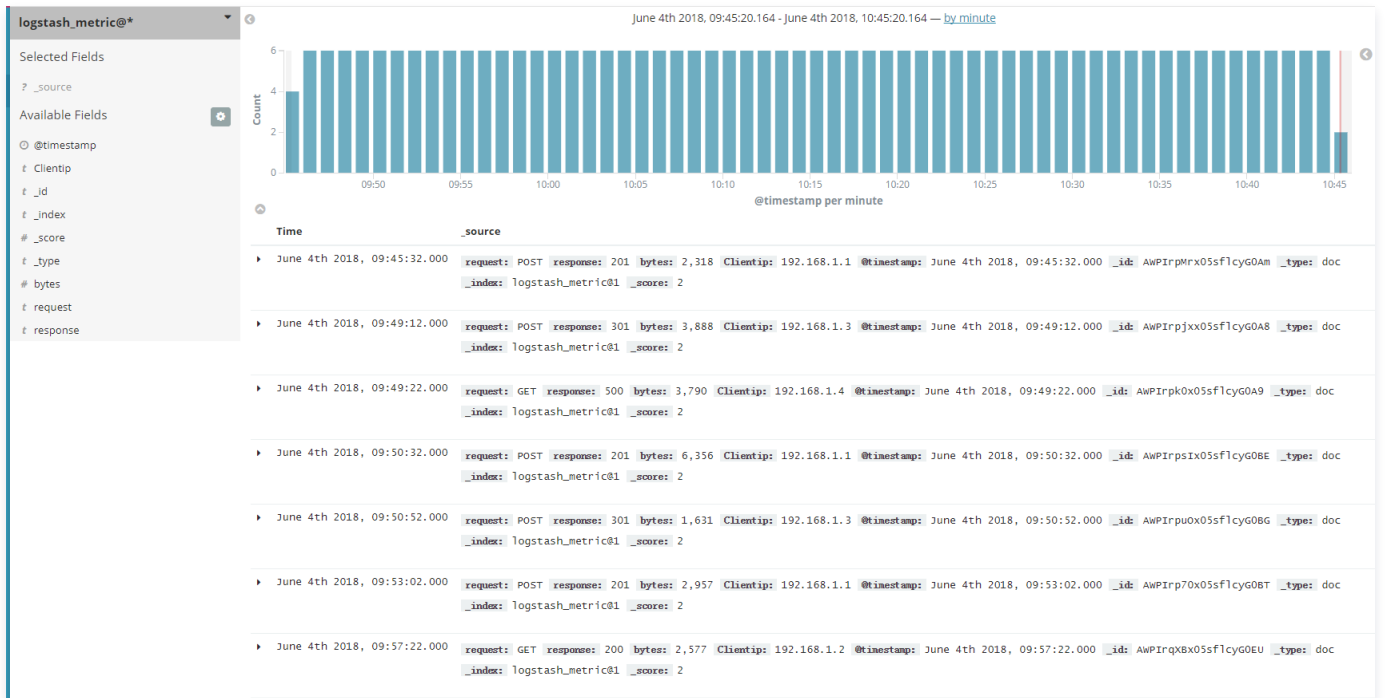 logstash_metric@*
Selected Fields
? _source
Available Fields
@timestamp
t Clientip
t _id
t _index
# _score
t _type
# bytes
t request
t response
June 4th 2018, 09:45:20.164 - June 4th 2018, 10:45:20.164 — by minute
Count
6
4
2
0
09:50 09:55 10:00 10:05 10:10 10:15 10:20 10:25 10:30 10:35 10:40 10:45
@timestamp per minute
Time _source
June 4th 2018, 09:45:32.000 request: POST response: 201 bytes: 2,318 Clientip: 192.168.1.1 @timestamp: June 4th 2018, 09:45:32.000 _id: AWPIrpMrxO5sflcyG0Am _type: doc
_index: logstash_metric@1 _score: 2
June 4th 2018, 09:49:12.000 request: POST response: 301 bytes: 3,888 Clientip: 192.168.1.3 @timestamp: June 4th 2018, 09:49:12.000 _id: AWPIrpjxxO5sflcyG0A8 _type: doc
_index: logstash_metric@1 _score: 2
June 4th 2018, 09:49:22.000 request: GET response: 500 bytes: 3,790 Clientip: 192.168.1.4 @timestamp: June 4th 2018, 09:49:22.000 _id: AWPIrpkOxO5sflcyG0A9 _type: doc
_index: logstash_metric@1 _score: 2
June 4th 2018, 09:50:32.000 request: POST response: 201 bytes: 6,356 Clientip: 192.168.1.1 @timestamp: June 4th 2018, 09:50:32.000 _id: AWPIrpsIxO5sflcyG0BE _type: doc
_index: logstash_metric@1 _score: 2
June 4th 2018, 09:50:52.000 request: POST response: 301 bytes: 1,631 Clientip: 192.168.1.3 @timestamp: June 4th 2018, 09:50:52.000 _id: AWPIrpuOxO5sflcyG0BG _type: doc
_index: logstash_metric@1 _score: 2
June 4th 2018, 09:53:02.000 request: POST response: 201 bytes: 2,957 Clientip: 192.168.1.1 @timestamp: June 4th 2018, 09:53:02.000 _id: AWPIrp7OxO5sflcyG0BT _type: doc
_index: logstash_metric@1 _score: 2
June 4th 2018, 09:57:22.000 request: GET response: 200 bytes: 2,577 Clientip: 192.168.1.2 @timestamp: June 4th 2018, 09:57:22.000 _id: AWPIrqXBxO5sflcyG0EU _type: doc
_index: logstash_metric@1 _score: 2